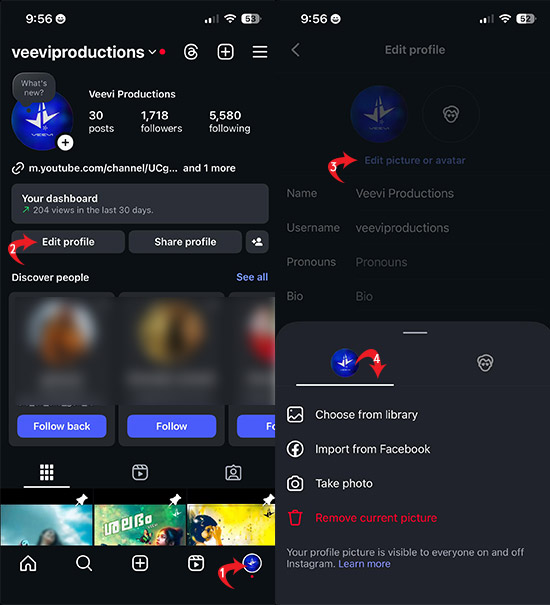 9:56
53
veeviproductions
What's
new?
Veevi Productions
30
1,718
5,580
posts
followers
following
VEEVI
m.youtube.com/channel/UCg... and 1 more
Your dashboard
204 views in the last 30 days.
2
Edit profile
Share profile
Discover people
See all
Follow back
Follow
Fo
ശലഭം
1
9:56
52
Edit profile
VEEVI
3
Edit picture or avatar
Name
Veevi Productions
Username
veeviproductions
Pronouns
Pronouns
Bio
Bio
4
Choose from library
Import from Facebook
Take photo
Remove current picture
Your profile picture is visible to everyone on and off
Instagram. Learn more